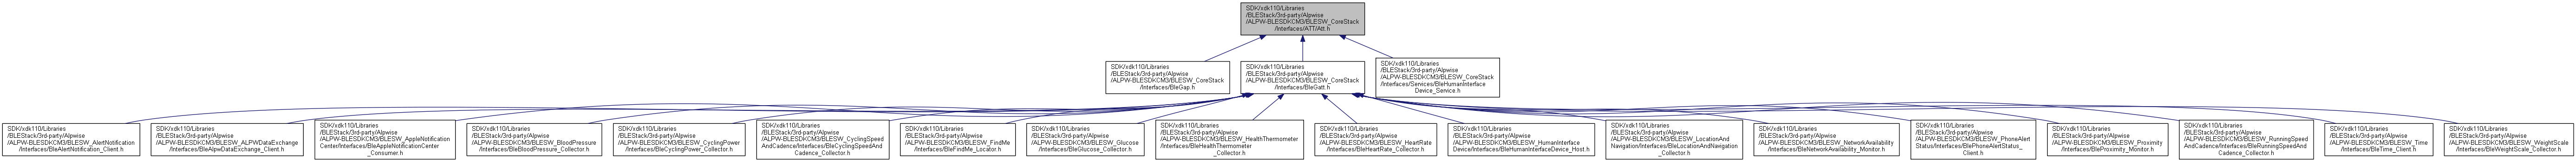 SDK/xdk110/Libraries
/BLEStack/3rd-party/Alpwise
/ALPW-BLESDKCM3/BLESW_CoreStack
/Interfaces/ATT/Att.h
SDK/xdk110/Libraries
/BLEStack/3rd-party/Alpwise
/ALPW-BLESDKCM3/BLESW_CoreStack
/Interfaces/BleGap.h
SDK/xdk110/Libraries
/BLEStack/3rd-party/Alpwise
/ALPW-BLESDKCM3/BLESW_CoreStack
/Interfaces/BleGatt.h
SDK/xdk110/Libraries
/BLEStack/3rd-party/Alpwise
/ALPW-BLESDKCM3/BLESW_CoreStack
/Interfaces/Services/BleHumanInterface
Device_Service.h
SDK/xdk110/Libraries
/BLEStack/3rd-party/Alpwise
/ALPW-BLESDKCM3/BLESW_AlertNotification
/Interfaces/BleAlertNotification_Client.h
SDK/xdk110/Libraries
/BLEStack/3rd-party/Alpwise
/ALPW-BLESDKCM3/BLESW_ALPWDataExchange
/Interfaces/BleAlpwDataExchange_Client.h
SDK/xdk110/Libraries
/BLEStack/3rd-party/Alpwise
/ALPW-BLESDKCM3/BLESW_AppleNotification
Center/Interfaces/BleAppleNotificationCenter
_Consumer.h
SDK/xdk110/Libraries
/BLEStack/3rd-party/Alpwise
/ALPW-BLESDKCM3/BLESW_BloodPressure
/Interfaces/BleBloodPressure_Collector.h
SDK/xdk110/Libraries
/BLEStack/3rd-party/Alpwise
/ALPW-BLESDKCM3/BLESW_CyclingPower
/Interfaces/BleCyclingPower_Collector.h
SDK/xdk110/Libraries
/BLEStack/3rd-party/Alpwise
/ALPW-BLESDKCM3/BLESW_CyclingSpeed
AndCadence/Interfaces/BleCyclingSpeedAnd
Cadence_Collector.h
SDK/xdk110/Libraries
/BLEStack/3rd-party/Alpwise
/ALPW-BLESDKCM3/BLESW_FindMe
/Interfaces/BleFindMe_Locator.h
SDK/xdk110/Libraries
/BLEStack/3rd-party/Alpwise
/ALPW-BLESDKCM3/BLESW_Glucose
/Interfaces/BleGlucose_Collector.h
SDK/xdk110/Libraries
/BLEStack/3rd-party/Alpwise
/ALPW-BLESDKCM3/BLESW_HealthThermometer
/Interfaces/BleHealthThermometer
_Collector.h
SDK/xdk110/Libraries
/BLEStack/3rd-party/Alpwise
/ALPW-BLESDKCM3/BLESW_HeartRate
/Interfaces/BleHeartRate_Collector.h
SDK/xdk110/Libraries
/BLEStack/3rd-party/Alpwise
/ALPW-BLESDKCM3/BLESW_HumanInterface
Device/Interfaces/BleHumanInterfaceDevice_Host.h
SDK/xdk110/Libraries
/BLEStack/3rd-party/Alpwise
/ALPW-BLESDKCM3/BLESW_LocationAnd
Navigation/Interfaces/BleLocationAndNavigation
_Collector.h
SDK/xdk110/Libraries
/BLEStack/3rd-party/Alpwise
/ALPW-BLESDKCM3/BLESW_NetworkAvailability
/Interfaces/BleNetworkAvailability_Monitor.h
SDK/xdk110/Libraries
/BLEStack/3rd-party/Alpwise
/ALPW-BLESDKCM3/BLESW_PhoneAlert
Status/Interfaces/BlePhoneAlertStatus_
Client.h
SDK/xdk110/Libraries
/BLEStack/3rd-party/Alpwise
/ALPW-BLESDKCM3/BLESW_Proximity
/Interfaces/BleProximity_Monitor.h
SDK/xdk110/Libraries
/BLEStack/3rd-party/Alpwise
/ALPW-BLESDKCM3/BLESW_RunningSpeed
AndCadence/Interfaces/BleRunningSpeedAnd
Cadence_Collector.h
SDK/xdk110/Libraries
/BLEStack/3rd-party/Alpwise
/ALPW-BLESDKCM3/BLESW_Time
/Interfaces/BleTime_Client.h
SDK/xdk110/Libraries
/BLEStack/3rd-party/Alpwise
/ALPW-BLESDKCM3/BLESW_WeightScale
/Interfaces/BleWeightScale_Collector.h